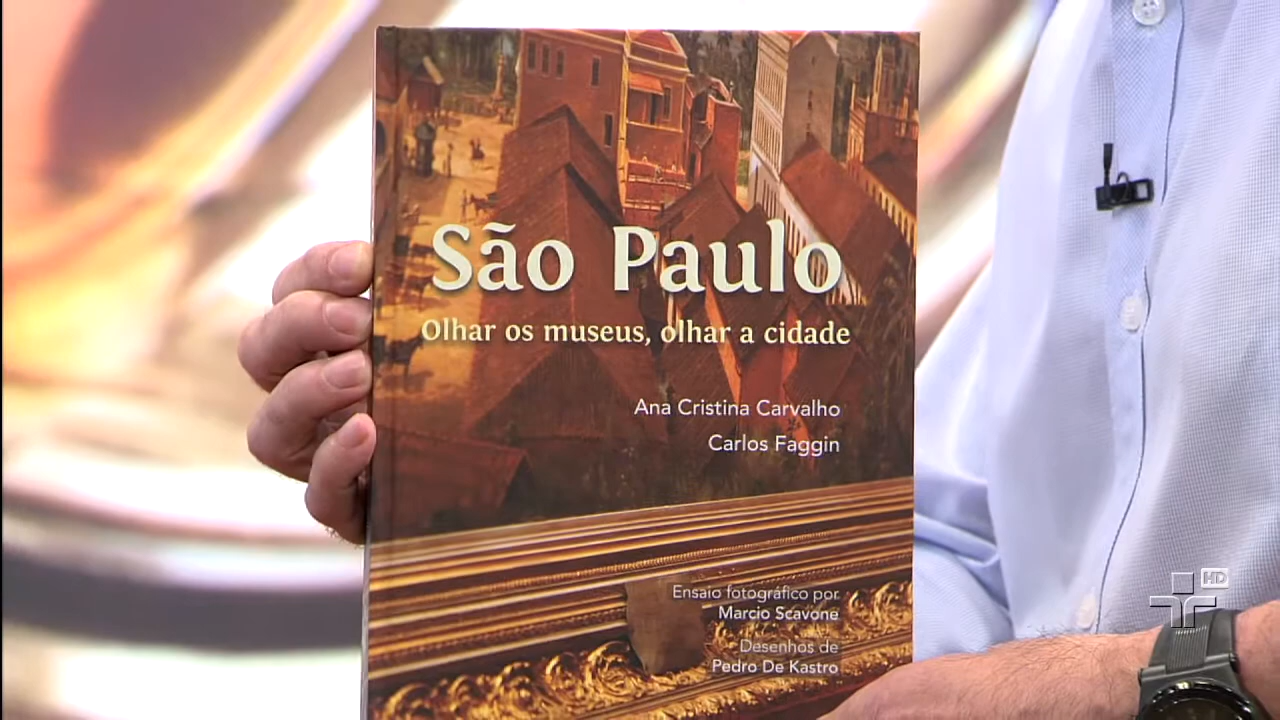 São Paulo
Olhar os museus, olhar a cidade
Ana Cristina Carvalho
Carlos Faggin
Ensaio fotográfico por
Marcio Scavone
Desenhos de
Pedro De Kastro
HD